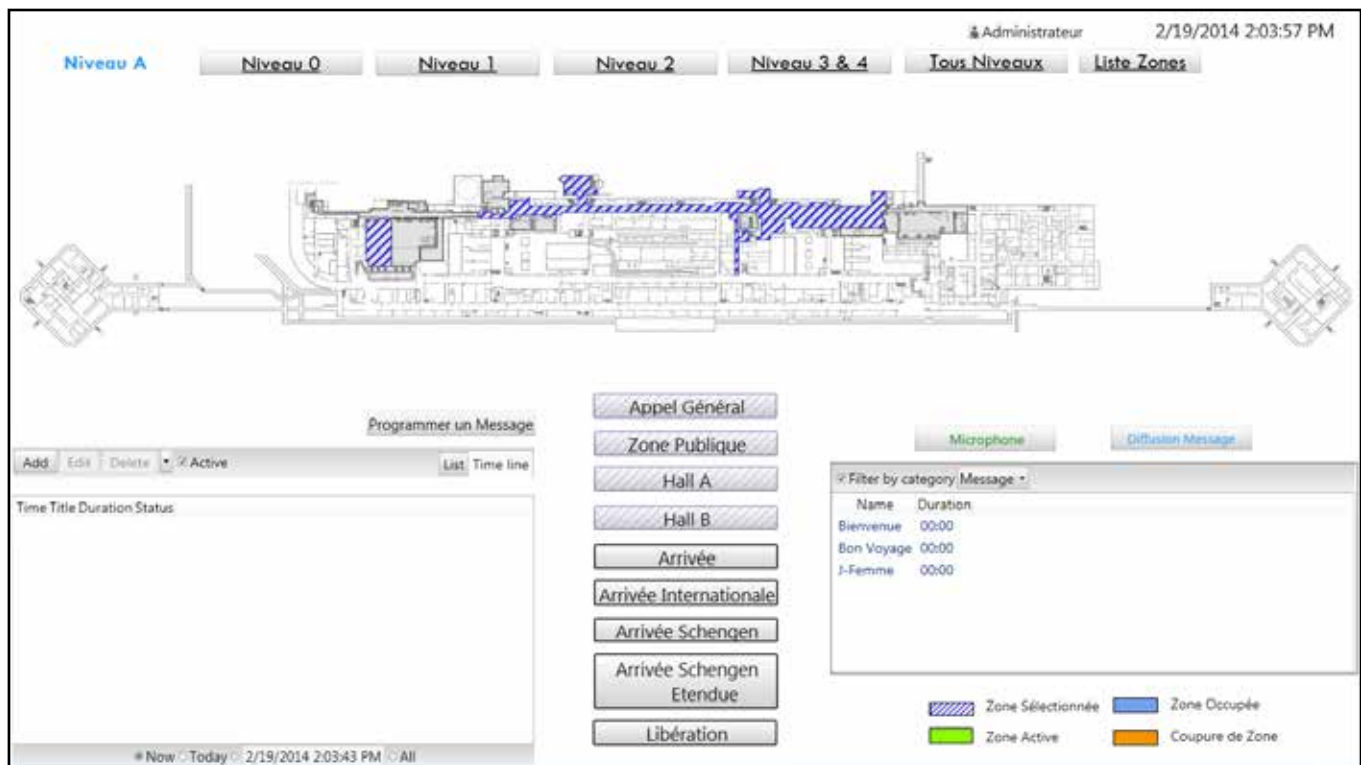 Administrateur 2/19/2014 2:03:57 PM
Niveau A Niveau 0 Niveau 1 Niveau 2 Niveau 3 & 4 Tous Niveaux Liste Zones
Appel Général
Programmer un Message
Zone Publique
Microphone Diffusion Message
Add Edit Delete Active List Time line
Hall A
Filter by category Message
Time Title Duration Status
Name Duration
Hall B
Bienvenue 00:00
Bon Voyage 00:00
Arrivée
J-Femme 00:00
Arrivée Internationale
Arrivée Schengen
Arrivée Schengen
Etendue
Zone Sélectionnée Zone Occupée
Libération
Zone Active Coupure de Zone
Now Today 2/19/2014 2:03:43 PM All